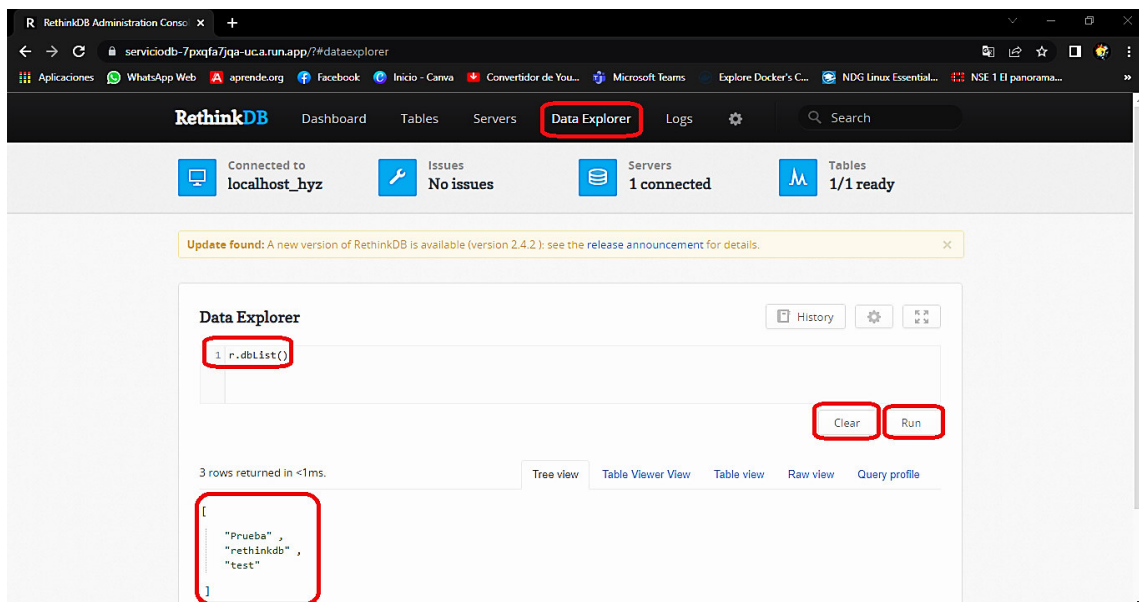 RethinkDB Administration Consol
serviciodb-7pxqfa7jqa-uc.a.run.app/?#dataexplorer
Aplicaciones WhatsApp Web aprende.org Facebook Inicio - Canva Convertidor de You... Microsoft Teams Explore Docker's C... NDG Linux Essential... NSE 1 El panorama... »
RethinkDB Dashboard Tables Servers Data Explorer Logs Search
Connected to
localhost_hyz
Issues
No issues
Servers
1 connected
Tables
1/1 ready
Update found: A new version of RethinkDB is available (version 2.4.2 ): see the release announcement for details.
Data Explorer
History
1 r.dbList()
Clear Run
3 rows returned in <1ms.
Tree view Table Viewer View Table view Raw view Query profile
[
"Prueba" ,
"rethinkdb" ,
"test"
]